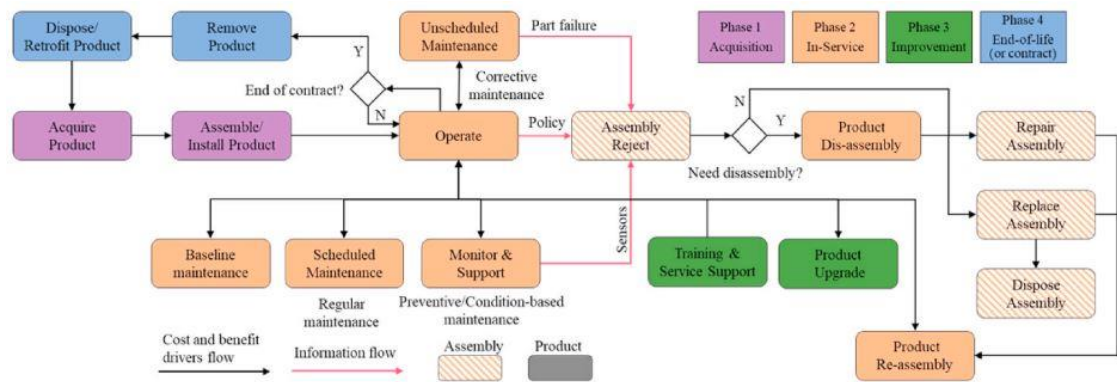 Dispose/
Retrofit Product
Remove
Product
Unscheduled
Maintenance
Part failure
Phase 1
Acquisition
Phase 2
In-Service
Phase 3
Improvement
Phase 4
End-of-life
(or contract)
Y
End of contract?
N
Corrective
maintenance
Acquire
Product
Assemble/
Install Product
Operate
Policy
Assembly
Reject
N
Y
Need disassembly?
Product
Dis-assembly
Repair
Assembly
Replace
Assembly
Dispose
Assembly
Sensors
Baseline
maintenance
Scheduled
Maintenance
Monitor &
Support
Training &
Service Support
Product
Upgrade
Regular
maintenance
Preventive/Condition-based
maintenance
Product
Re-assembly
Cost and benefit
drivers flow
Information flow
Assembly
Product